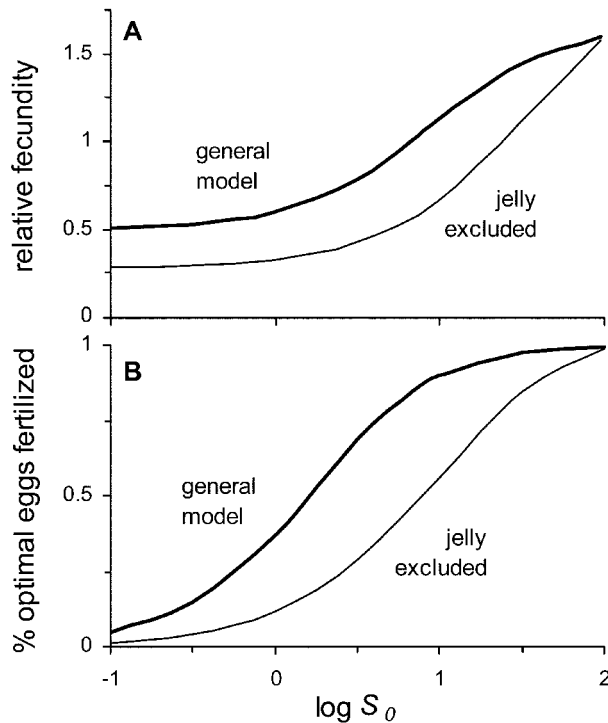 A
1.5
1
0.5
0
relative fecundity
general
model
jelly
excluded
B
1
0.5
0
% optimal eggs fertilized
general
model
jelly
excluded
-1
0
1
2
log S₀